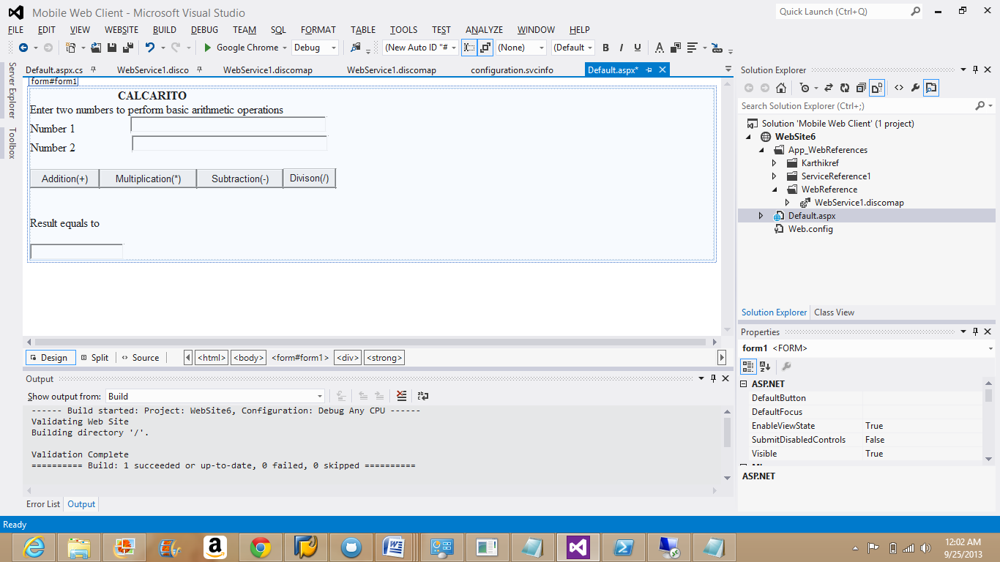 Mobile Web Client - Microsoft Visual Studio
Quick Launch (Ctrl+Q)
FILE EDIT VIEW WEBSITE BUILD DEBUG TEAM SQL FORMAT TABLE TOOLS TEST ANALYZE WINDOW HELP
Google Chrome Debug (New Auto ID "# (None) (Default B I U A
Server Explorer
Toolbox
Default.aspx.cs WebService1.disco WebService1.discomap WebService1.discomap configuration.svcinfo Default.aspx*
form#form1
CALCARITO
Enter two numbers to perform basic arithmetic operations
Number 1
Number 2
Addition(+) Multiplication(*) Subtraction(-) Divison(/)
Result equals to
Design Split Source <html> <body> <form#form1> <div> <strong>
Output
Show output from: Build
------ Build started: Project: WebSite6, Configuration: Debug Any CPU ------
Validating Web Site
Building directory '/'.
Validation Complete
========== Build: 1 succeeded or up-to-date, 0 failed, 0 skipped ==========
Error List Output
Solution Explorer
Search Solution Explorer (Ctrl+;)
Solution 'Mobile Web Client' (1 project)
WebSite6
App_WebReferences
Karthikref
ServiceReference1
WebReference
WebService1.discomap
Default.aspx
Web.config
Solution Explorer Class View
Properties
form1 <FORM>
ASP.NET
DefaultButton
DefaultFocus
EnableViewState True
SubmitDisabledControls False
Visible True
ASP.NET
Ready
12:02 AM
9/25/2013